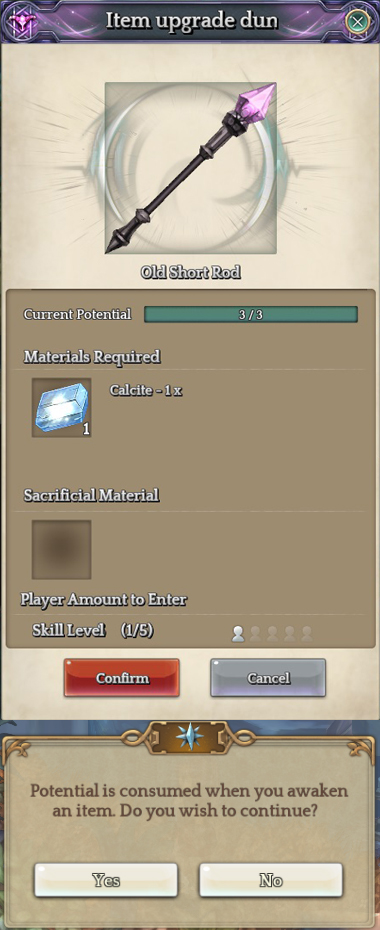 Item upgrade dun
Old Short Rod
Current Potential 3 / 3
Materials Required
Calcite - 1 x
1
Sacrificial Material
Player Amount to Enter
Skill Level (1/5)
Confirm Cancel
Potential is consumed when you awaken
an item. Do you wish to continue?
Yes No